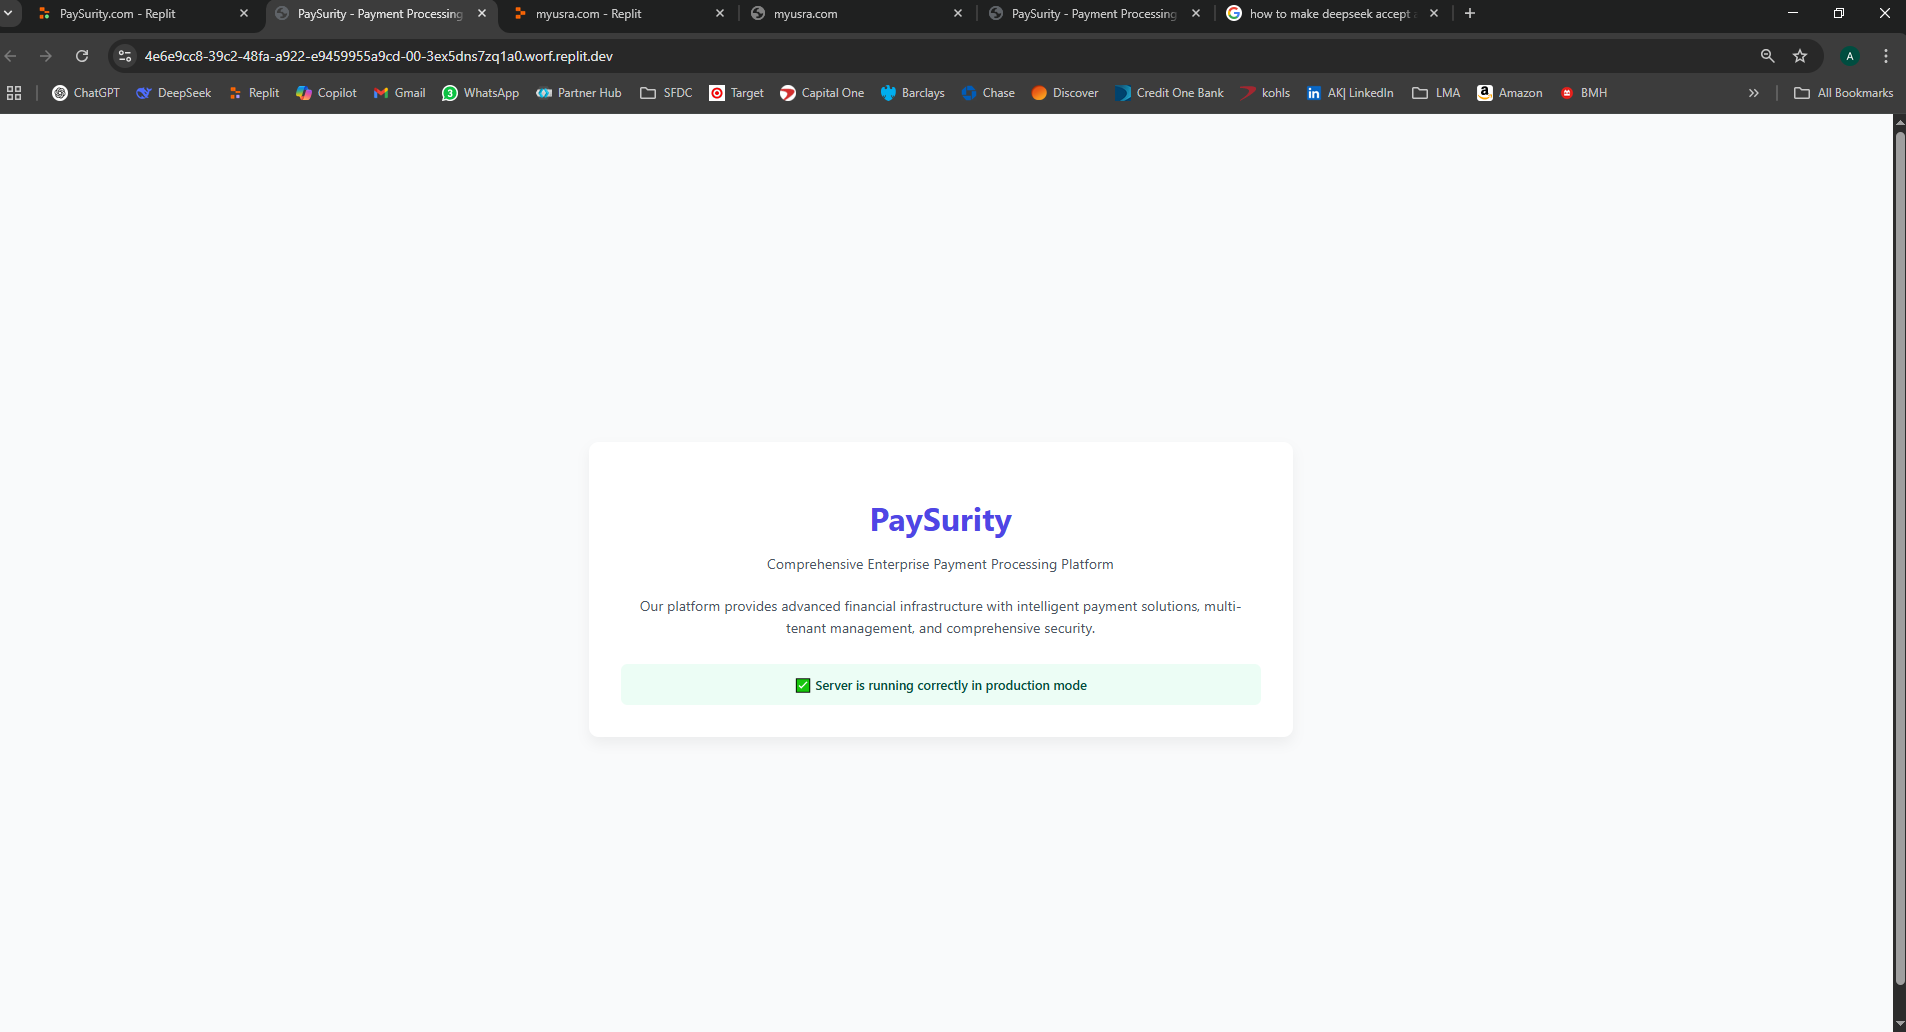 PaySurity.com - Replit
PaySurity - Payment Processing
myusra.com - Replit
myusra.com
PaySurity - Payment Processing
how to make deepseek accept a
4e6e9cc8-39c2-48fa-a922-e9459955a9cd-00-3ex5dns7zq1a0.worf.replit.dev
A
ChatGPT
DeepSeek
Replit
Copilot
Gmail
3
WhatsApp
Partner Hub
SFDC
Target
Capital One
Barclays
Chase
Discover
Credit One Bank
kohls
in
AK| LinkedIn
LMA
a
Amazon
BMH
All Bookmarks
PaySurity
Comprehensive Enterprise Payment Processing Platform
Our platform provides advanced financial infrastructure with intelligent payment solutions, multi-
tenant management, and comprehensive security.
✅ Server is running correctly in production mode